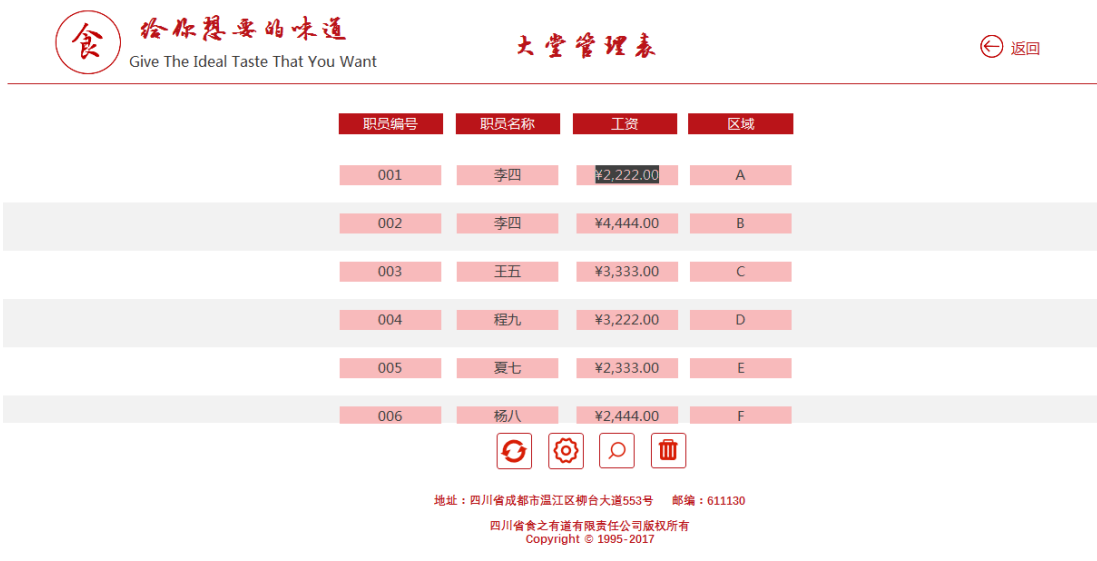 食 给你想要的味道
Give The Ideal Taste That You Want
大堂管理表
返回
职员编号 职员名称 工资 区域
001 李四 ¥2,222.00 A
002 李四 ¥4,444.00 B
003 王五 ¥3,333.00 C
004 程九 ¥3,222.00 D
005 夏七 ¥2,333.00 E
006 杨八 ¥2,444.00 F
地址：四川省成都市温江区柳台大道553号 邮编：611130
四川省食之有道有限责任公司版权所有
Copyright © 1995-2017